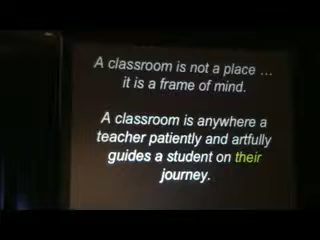 A classroom is not a place ...
it is a frame of mind.
A classroom is anywhere a
teacher patiently and artfully
guides a student on their
journey.